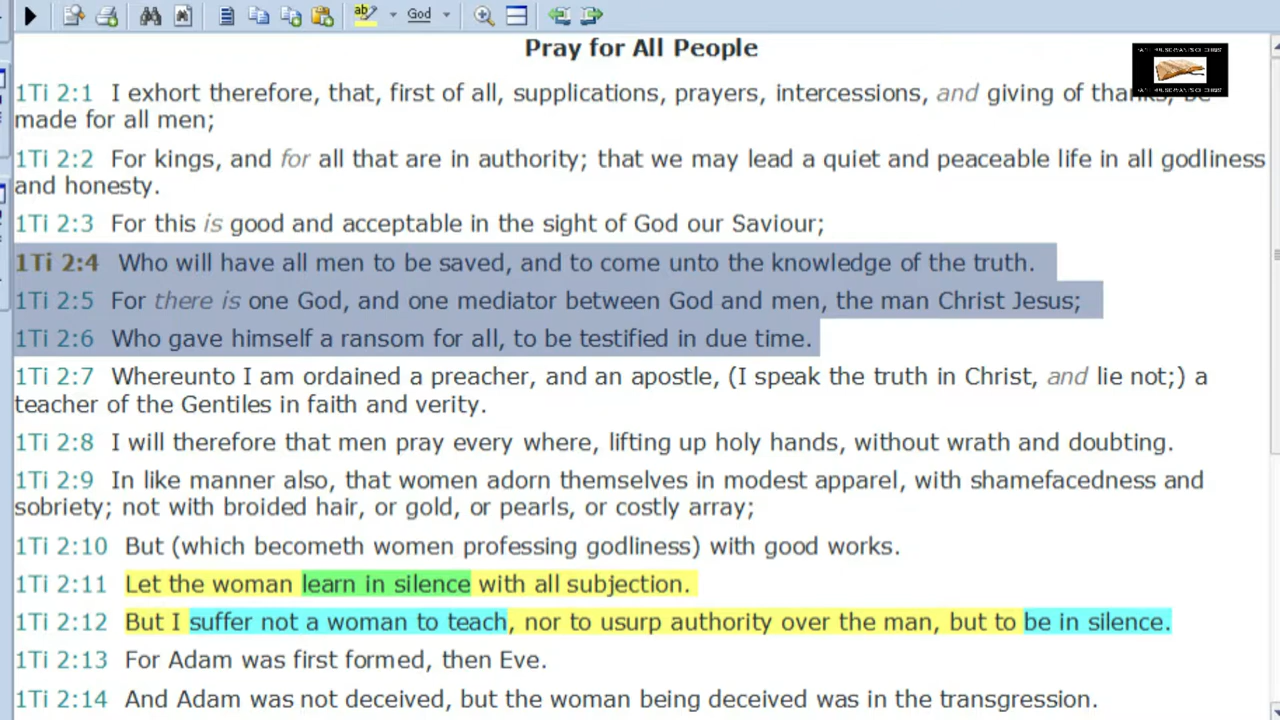 ab
God
Pray for All People
1Ti 2:1 I exhort therefore, that, first of all, supplications, prayers, intercessions, and giving of thanks, be
made for all men;
1Ti 2:2 For kings, and for all that are in authority; that we may lead a quiet and peaceable life in all godliness
and honesty.
1Ti 2:3 For this is good and acceptable in the sight of God our Saviour;
1Ti 2:4 Who will have all men to be saved, and to come unto the knowledge of the truth.
1Ti 2:5 For there is one God, and one mediator between God and men, the man Christ Jesus;
1Ti 2:6 Who gave himself a ransom for all, to be testified in due time.
1Ti 2:7 Whereunto I am ordained a preacher, and an apostle, (I speak the truth in Christ, and lie not;) a
teacher of the Gentiles in faith and verity.
1Ti 2:8 I will therefore that men pray every where, lifting up holy hands, without wrath and doubting.
1Ti 2:9 In like manner also, that women adorn themselves in modest apparel, with shamefacedness and
sobriety; not with broided hair, or gold, or pearls, or costly array;
1Ti 2:10 But (which becometh women professing godliness) with good works.
1Ti 2:11 Let the woman learn in silence with all subjection.
1Ti 2:12 But I suffer not a woman to teach, nor to usurp authority over the man, but to be in silence.
1Ti 2:13 For Adam was first formed, then Eve.
1Ti 2:14 And Adam was not deceived, but the woman being deceived was in the transgression.